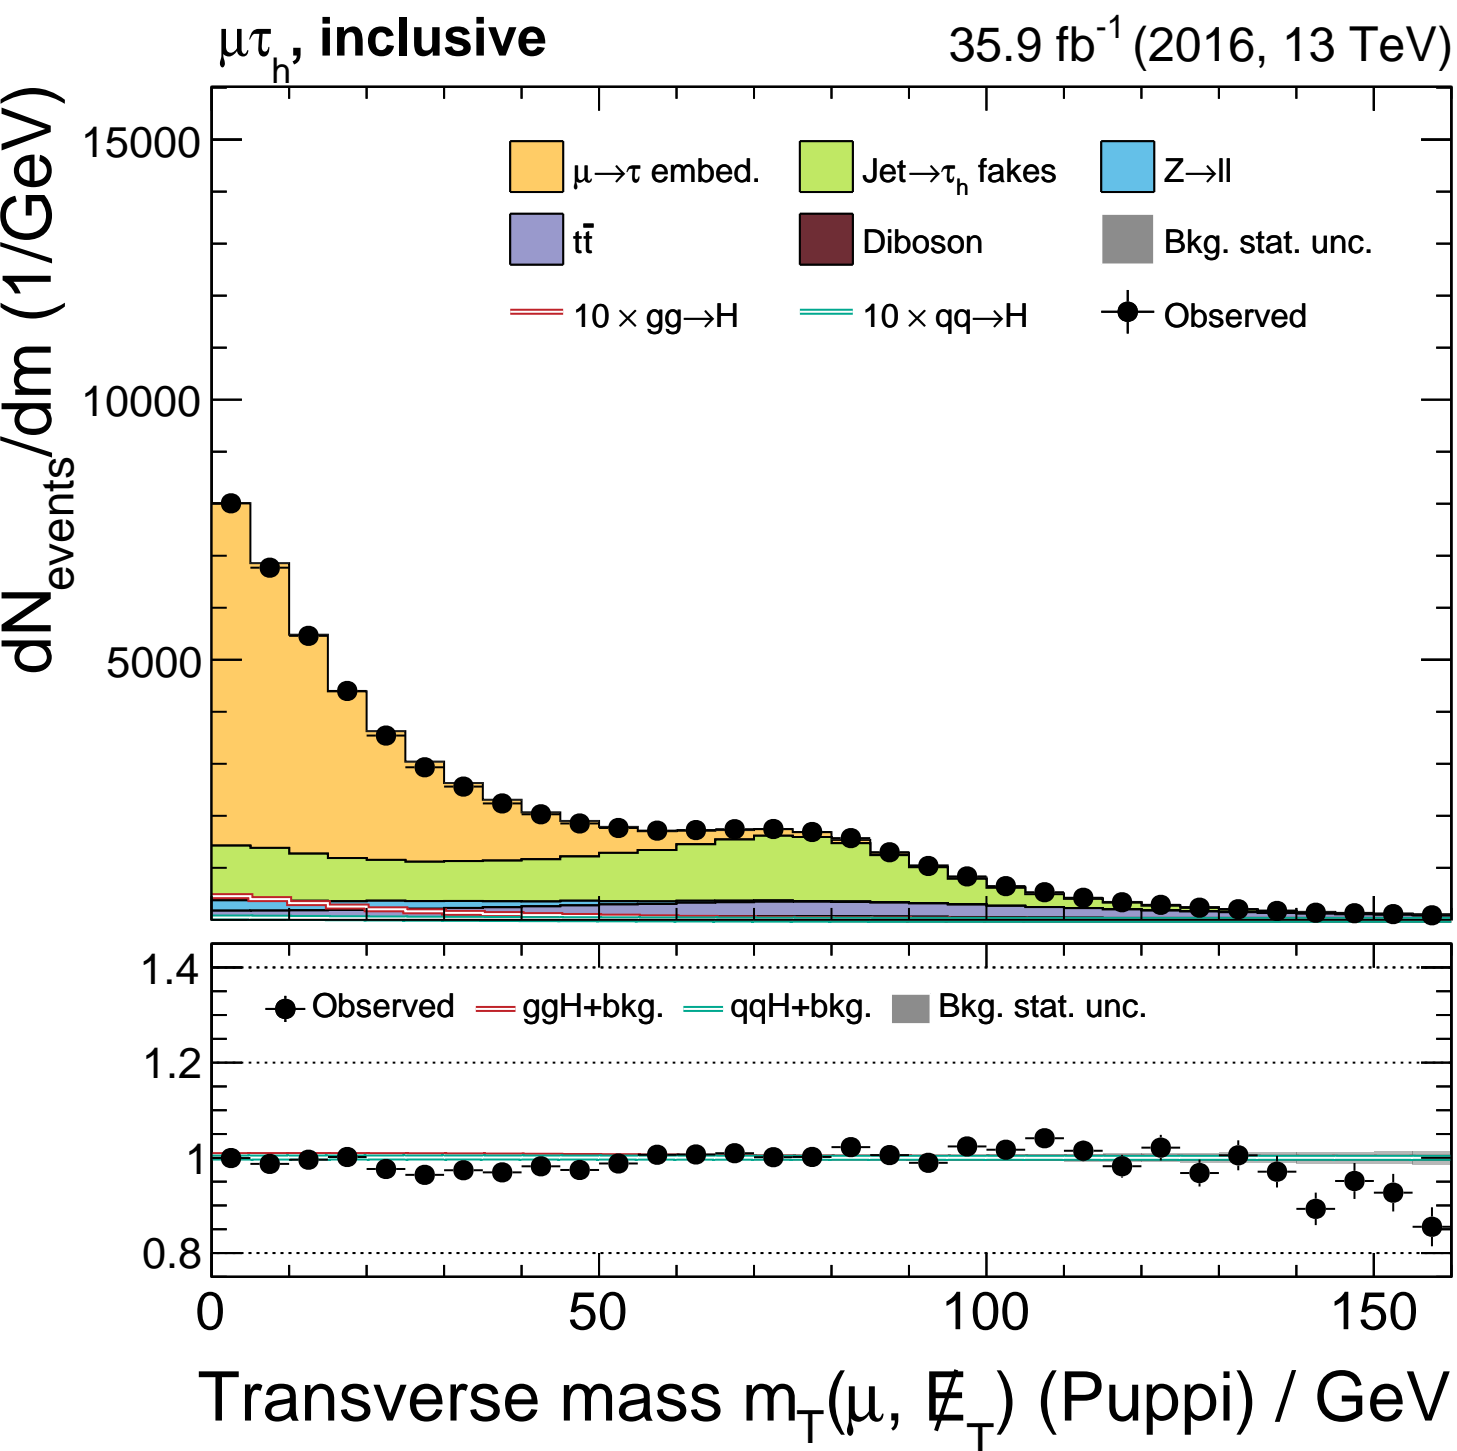 μτh, inclusive 35.9 fb-1 (2016, 13 TeV)
dNevents/dm (1/GeV)
15000
10000
5000
μ→τ embed. Jet→τh fakes Z→ll
tt̄ Diboson Bkg. stat. unc.
10 × gg→H 10 × qq→H Observed
1.4
1.2
1
0.8
Observed ggH+bkg. qqH+bkg. Bkg. stat. unc.
0 50 100 150
Transverse mass mT(μ, E̸T) (Puppi) / GeV